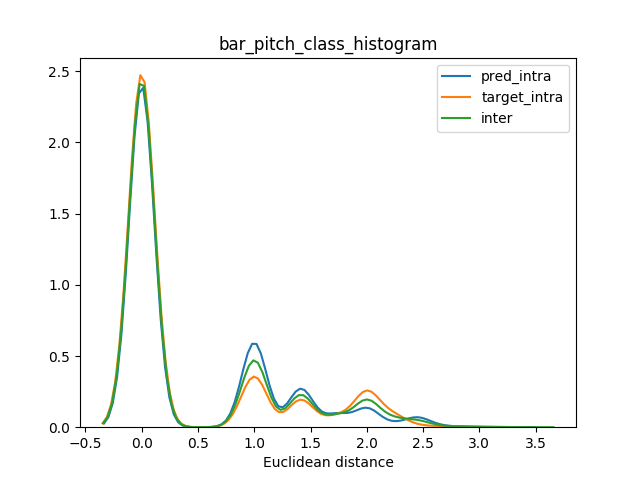 bar_pitch_class_histogram
pred_intra
target_intra
inter
2.5
2.0
1.5
1.0
0.5
0.0
−0.5 0.0 0.5 1.0 1.5 2.0 2.5 3.0 3.5
Euclidean distance